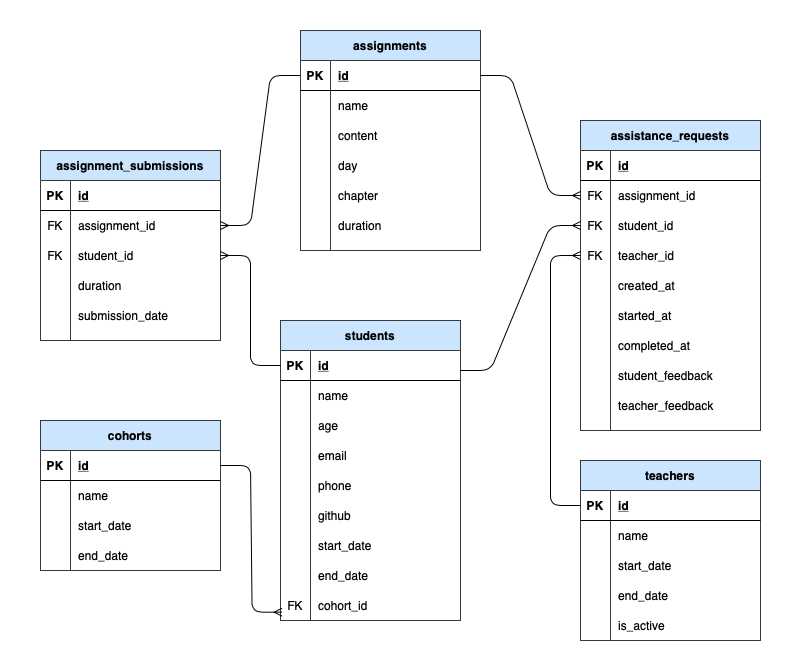 assignments
PK id
name
content
day
chapter
duration
assignment_submissions
PK id
FK assignment_id
FK student_id
duration
submission_date
assistance_requests
PK id
FK assignment_id
FK student_id
FK teacher_id
created_at
started_at
completed_at
student_feedback
teacher_feedback
students
PK id
name
age
email
phone
github
start_date
end_date
FK cohort_id
cohorts
PK id
name
start_date
end_date
teachers
PK id
name
start_date
end_date
is_active